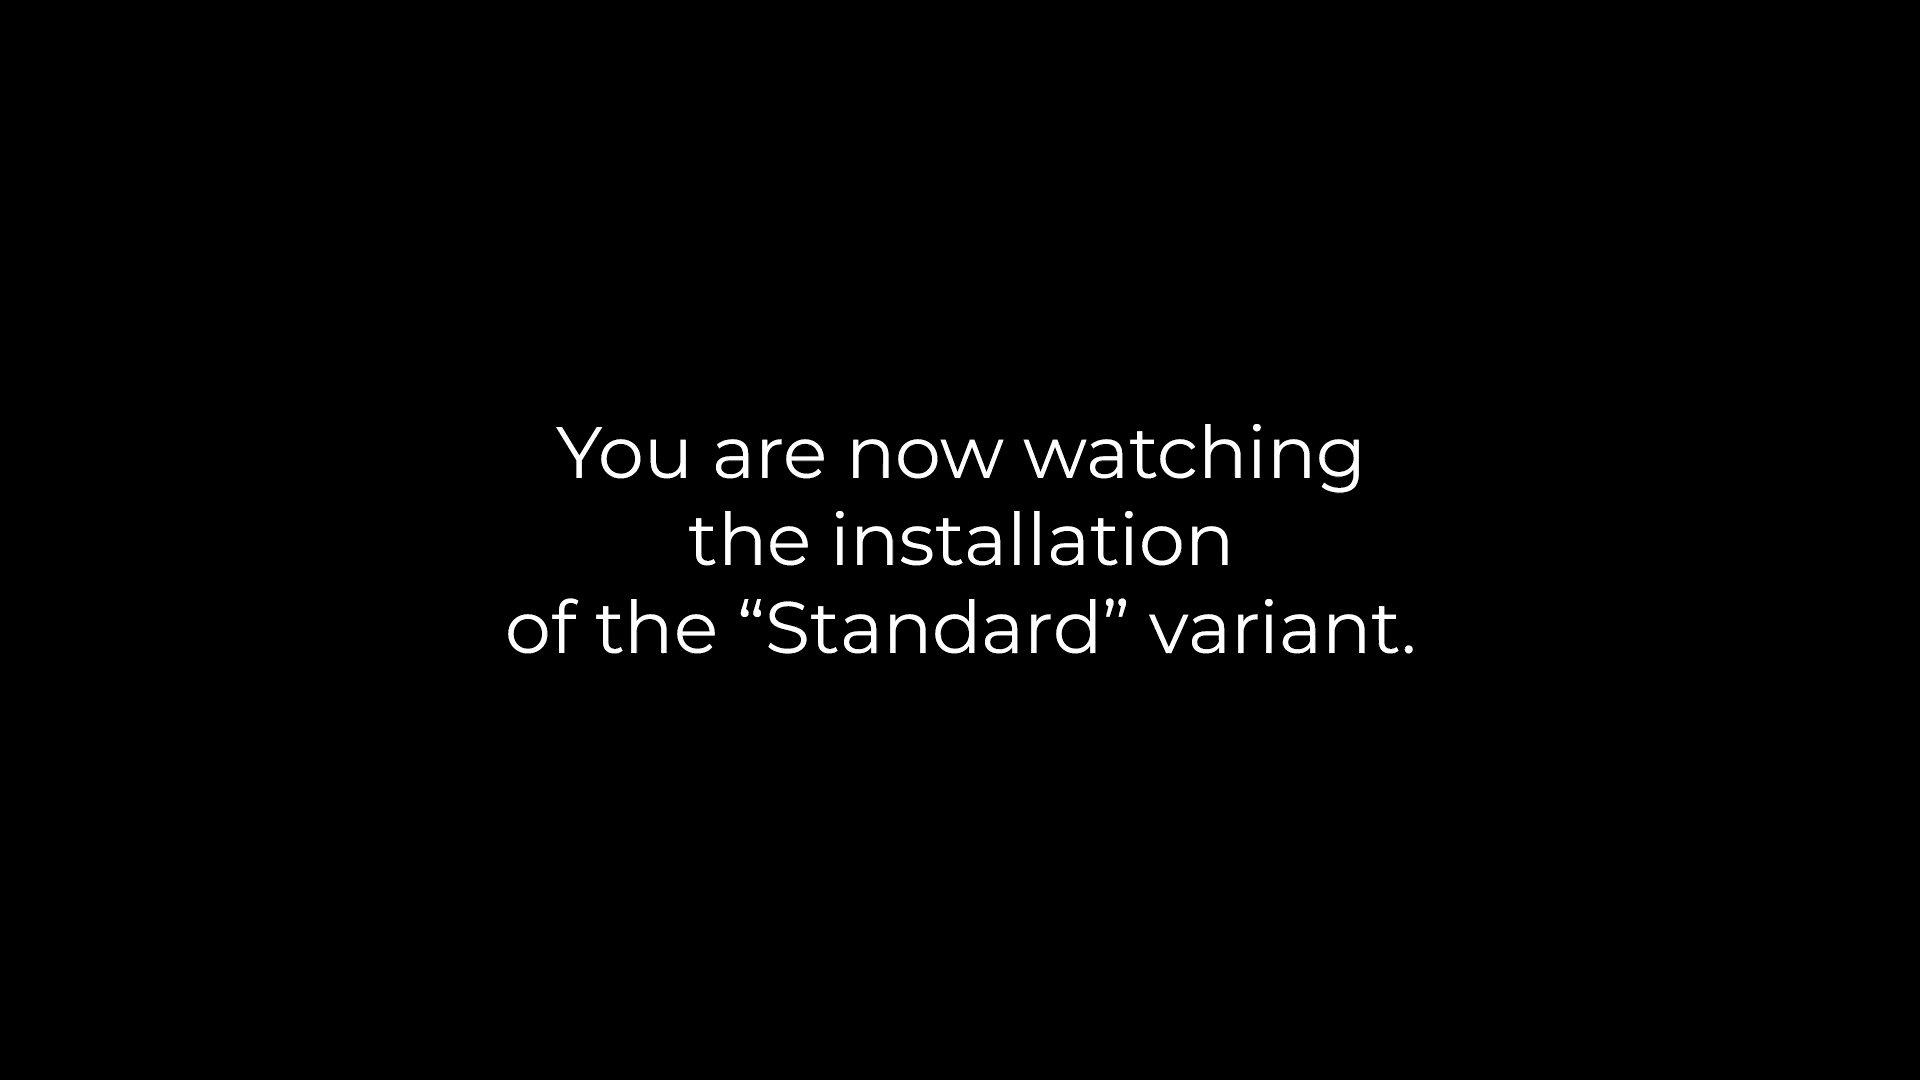 You are now watching
the installation
of the “Standard” variant.